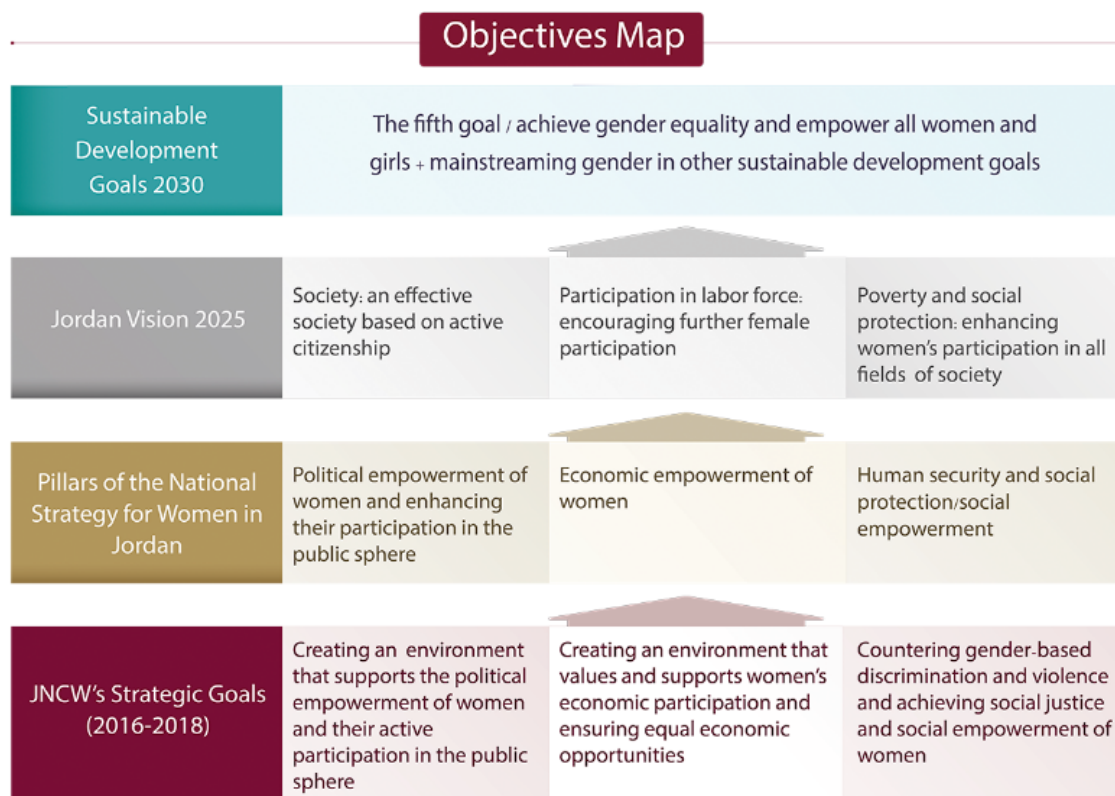 Objectives Map
Sustainable
Development
Goals 2030
The fifth goal / achieve gender equality and empower all women and
girls + mainstreaming gender in other sustainable development goals
Jordan Vision 2025
Society: an effective
society based on active
citizenship
Participation in labor force:
encouraging further female
participation
Poverty and social
protection: enhancing
women's participation in all
fields of society
Pillars of the National
Strategy for Women in
Jordan
Political empowerment of
women and enhancing
their participation in the
public sphere
Economic empowerment of
women
Human security and social
protection/social
empowerment
JNCW's Strategic Goals
(2016-2018)
Creating an environment
that supports the political
empowerment of women
and their active
participation in the public
sphere
Creating an environment that
values and supports women's
economic participation and
ensuring equal economic
opportunities
Countering gender-based
discrimination and violence
and achieving social justice
and social empowerment of
women